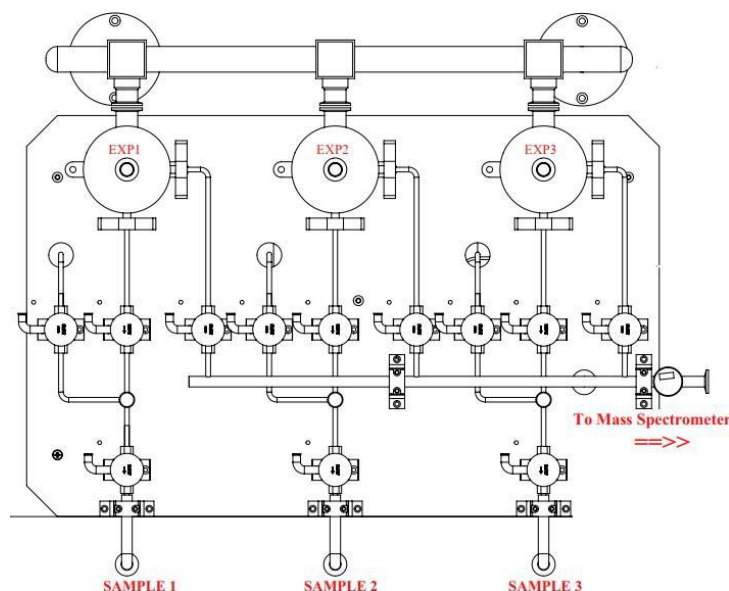 EXP1
EXP2
EXP3
To Mass Spectrometer
==>>
SAMPLE 1
SAMPLE 2
SAMPLE 3